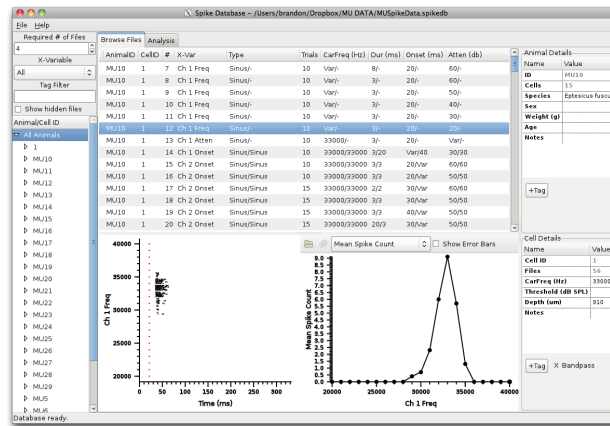 Spike Database - /Users/brandon/Dropbox/MU DATA/MUSpikeData.spikedb
File Help
Required # of Files
4
X-Variable
All
Tag Filter
Show hidden files
Animal/Cell ID
All Animals
1
MU10
MU11
MU12
MU13
MU14
MU15
MU16
MU17
MU18
MU19
MU20
MU21
MU22
MU23
MU24
MU25
MU26
MU27
MU28
MU29
MU5
MU6
Database ready.
Browse Files Analysis
AnimalID CellID # X-Var Type Trials CarFreq (Hz) Dur (ms) Onset (ms) Atten (db)
MU10 1 7 Ch 1 Freq Sinus/- 10 Var/- 8/- 20/- 60/-
MU10 1 8 Ch 1 Freq Sinus/- 10 Var/- 3/- 20/- 60/-
MU10 1 9 Ch 1 Freq Sinus/- 10 Var/- 3/- 20/- 50/-
MU10 1 10 Ch 1 Freq Sinus/- 10 Var/- 3/- 20/- 40/-
MU10 1 11 Ch 1 Freq Sinus/- 10 Var/- 3/- 20/- 30/-
MU10 1 12 Ch 1 Freq Sinus/- 10 Var/- 3/- 20/- 20/-
MU10 1 13 Ch 1 Atten Sinus/- 10 33000/- 3/- 20/- Var/-
MU10 1 14 Ch 1 Onset Sinus/Sinus 10 33000/33000 3/20 Var/40 30/30
MU10 1 15 Ch 2 Onset Sinus/Sinus 10 33000/33000 3/3 20/Var 60/60
MU10 1 16 Ch 2 Onset Sinus/Sinus 10 33000/33000 3/3 20/Var 50/50
MU10 1 17 Ch 2 Onset Sinus/Sinus 15 33000/33000 2/2 30/Var 60/60
MU10 1 18 Ch 2 Onset Sinus/Sinus 15 33000/33000 3/3 30/Var 50/50
MU10 1 19 Ch 2 Onset Sinus/Sinus 15 33000/33000 3/3 40/Var 50/50
MU10 1 20 Ch 2 Onset Sinus/Sinus 15 33000/33000 20/3 30/Var 50/50
40000
35000
30000
25000
20000
Ch 1 Freq
0 50 100 150 200 250 300
Time (ms)
Mean Spike Count
Show Error Bars
9.0
8.5
8.0
7.5
7.0
6.5
6.0
5.5
5.0
4.5
4.0
3.5
3.0
2.5
2.0
1.5
1.0
0.5
0.0
Mean Spike Count
20000 25000 30000 35000 40000
Ch 1 Freq
Animal Details
Name Value
ID MU10
Cells 15
Species Eptesicus fuscu
Sex
Weight (g)
Age
Notes
+Tag
Cell Details
Name Value
Cell ID 1
Files 56
CarFreq (Hz) 33000
Threshold (dB SPL)
Depth (um) 910
Notes
+Tag X Bandpass